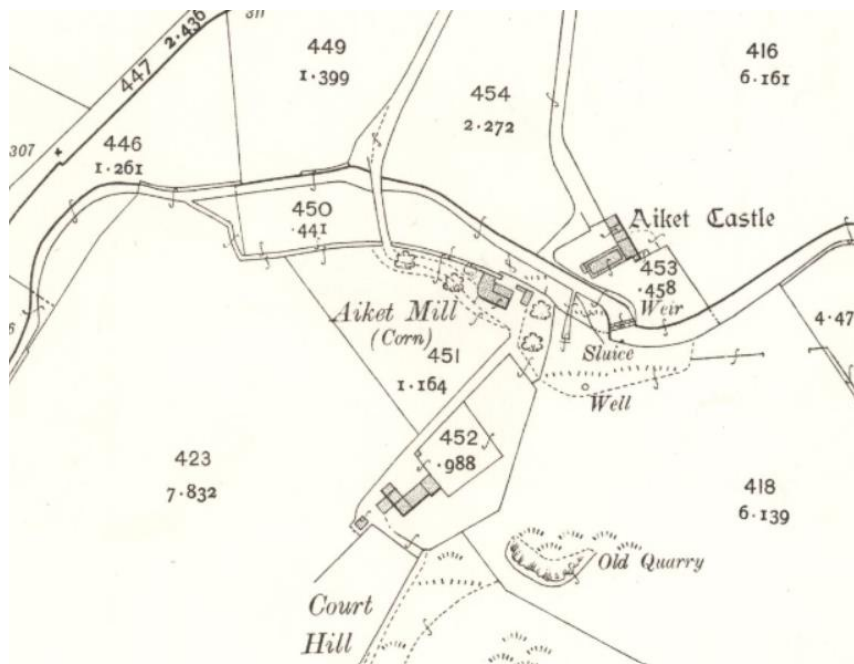 311
449
1·399
416
6·161
447
2·436
454
2·272
307
446
1·261
450
·441
Aiket Castle
453
·458
Weir
4·47
Aiket Mill
(Corn)
451
1·164
Sluice
Well
452
·988
423
7·832
418
6·139
Old Quarry
Court
Hill